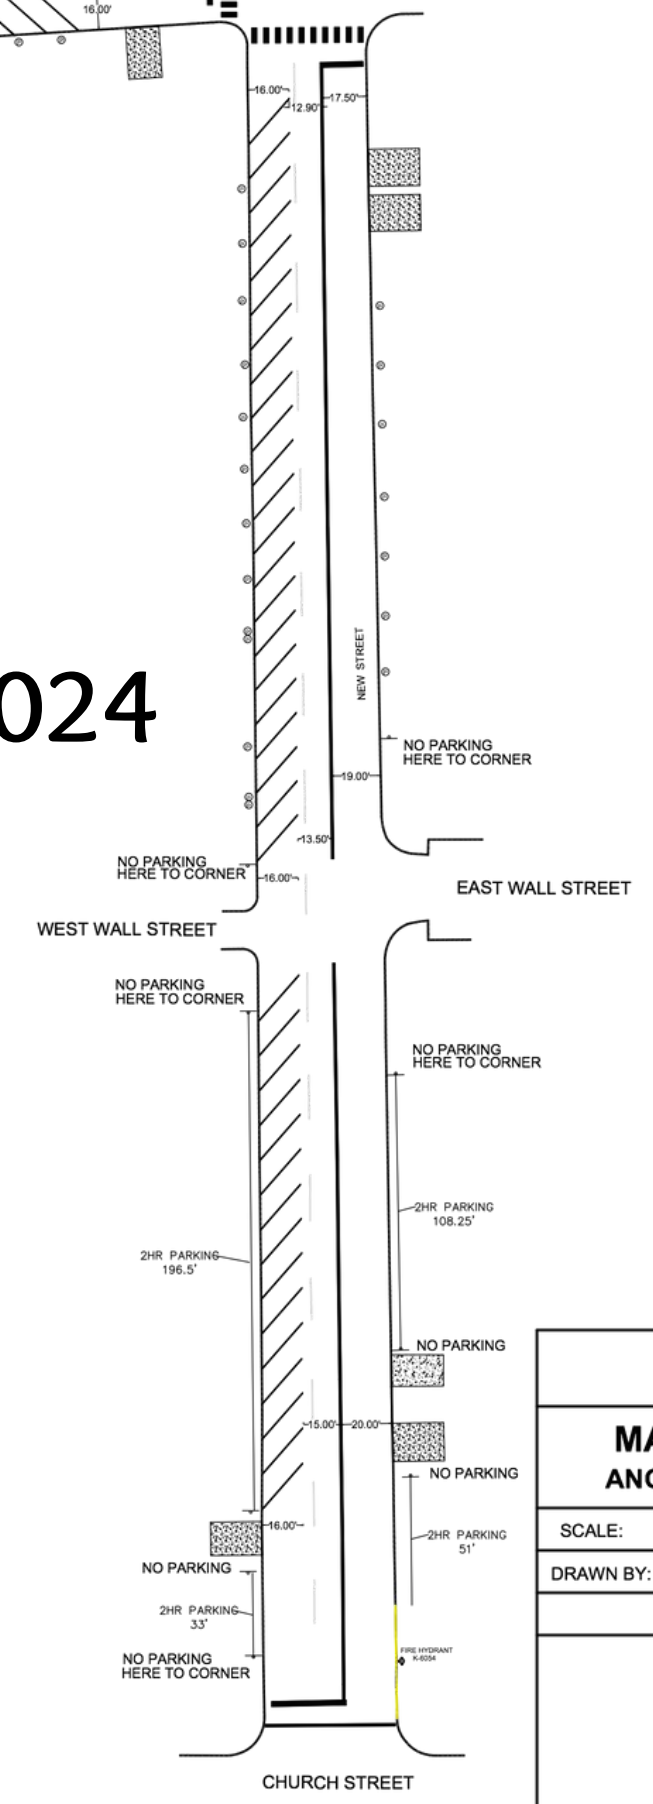 16.00'
16.00'
17.50'
12.90'
NEW STREET
024
NO PARKING
HERE TO CORNER
19.00'
13.50'
NO PARKING
HERE TO CORNER
16.00'
EAST WALL STREET
WEST WALL STREET
NO PARKING
HERE TO CORNER
NO PARKING
HERE TO CORNER
2HR PARKING
108.25'
2HR PARKING
196.5'
NO PARKING
15.00'
20.00'
MA
ANG
NO PARKING
16.00'
SCALE:
2HR PARKING
51'
NO PARKING
DRAWN BY:
2HR PARKING
33'
FIRE HYDRANT
K-6054
NO PARKING
HERE TO CORNER
CHURCH STREET